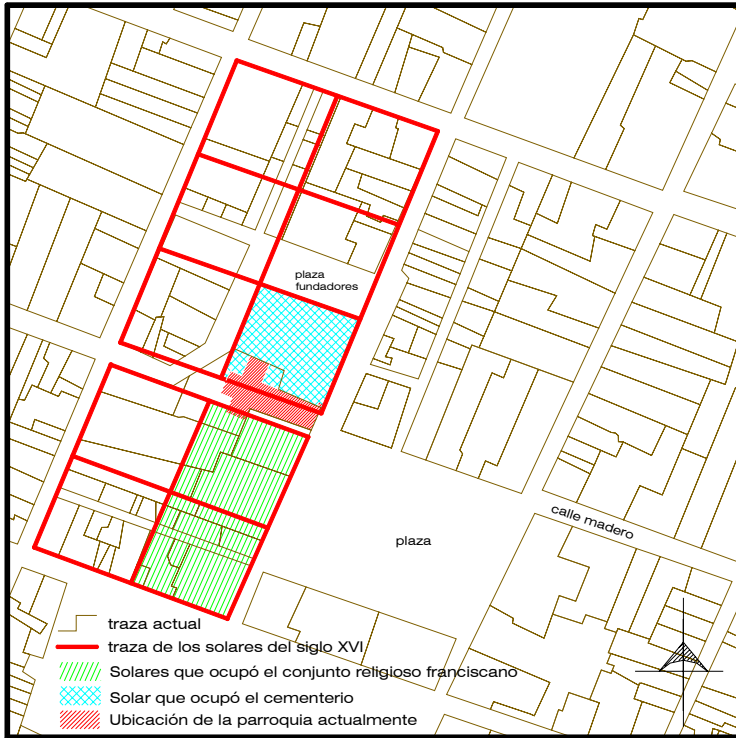 plaza
fundadores
calle madero
plaza
traza actual
traza de los solares del siglo XVI
Solares que ocupó el conjunto religioso franciscano
Solar que ocupó el cementerio
Ubicación de la parroquia actualmente